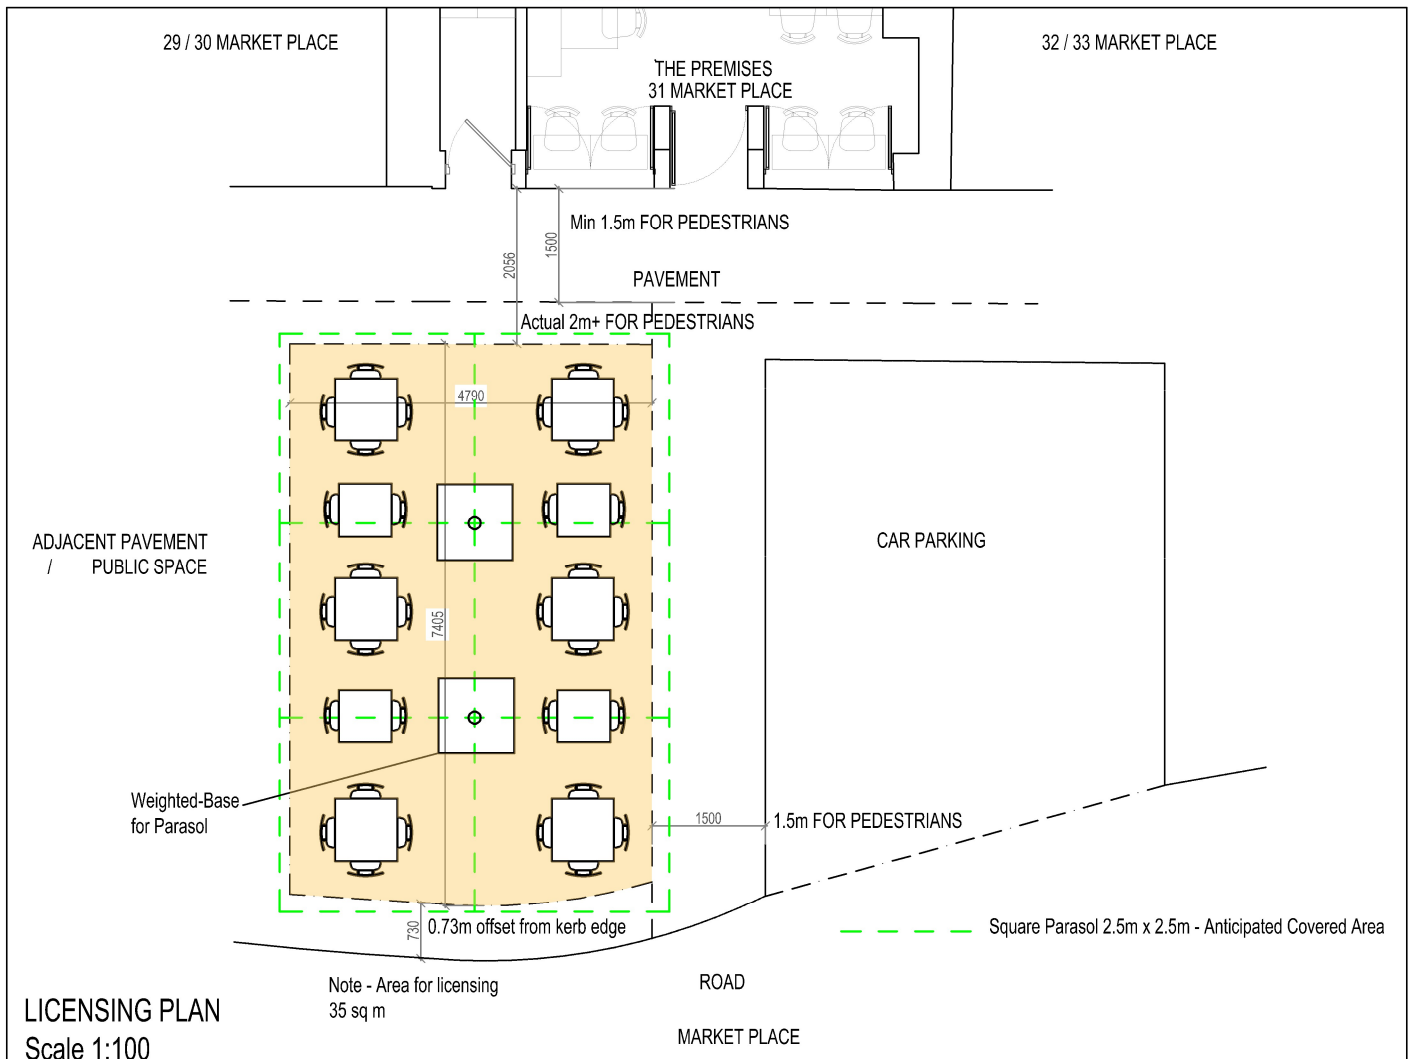 29 / 30 MARKET PLACE
THE PREMISES
31 MARKET PLACE
32 / 33 MARKET PLACE
Min 1.5m FOR PEDESTRIANS
1500
2056
PAVEMENT
Actual 2m+ FOR PEDESTRIANS
4790
ADJACENT PAVEMENT
/ PUBLIC SPACE
CAR PARKING
7405
Weighted-Base
for Parasol
1500
1.5m FOR PEDESTRIANS
730
0.73m offset from kerb edge
Square Parasol 2.5m x 2.5m - Anticipated Covered Area
Note - Area for licensing
35 sq m
ROAD
MARKET PLACE
LICENSING PLAN
Scale 1:100